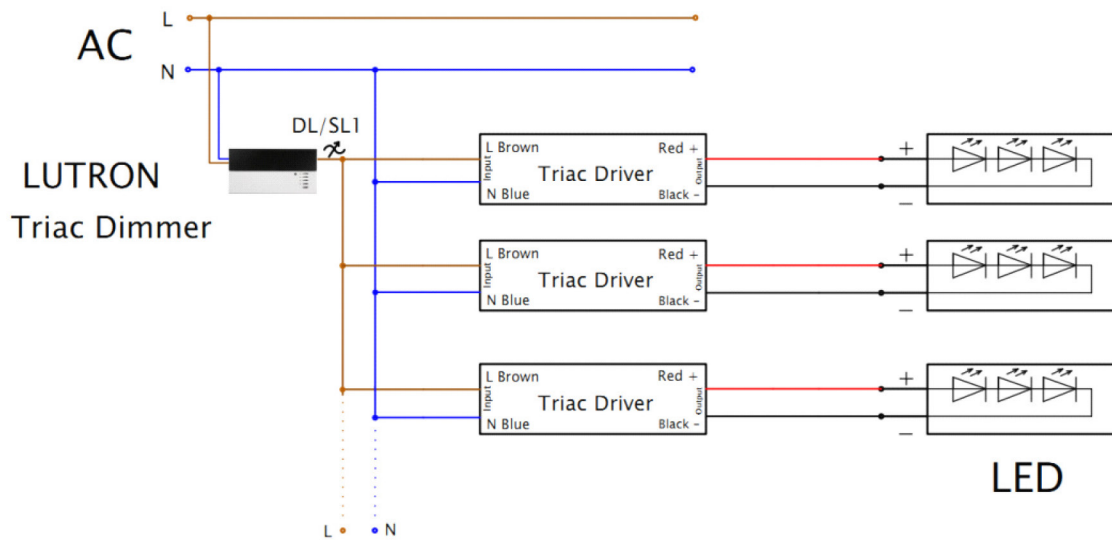 L
AC
N
DL/SL1
LUTRON
Triac Dimmer
L Brown
Input
N Blue
Triac Driver
Red +
Output
Black -
+
−
L Brown
Input
N Blue
Triac Driver
Red +
Output
Black -
+
−
L Brown
Input
N Blue
Triac Driver
Red +
Output
Black -
+
−
LED
L
N